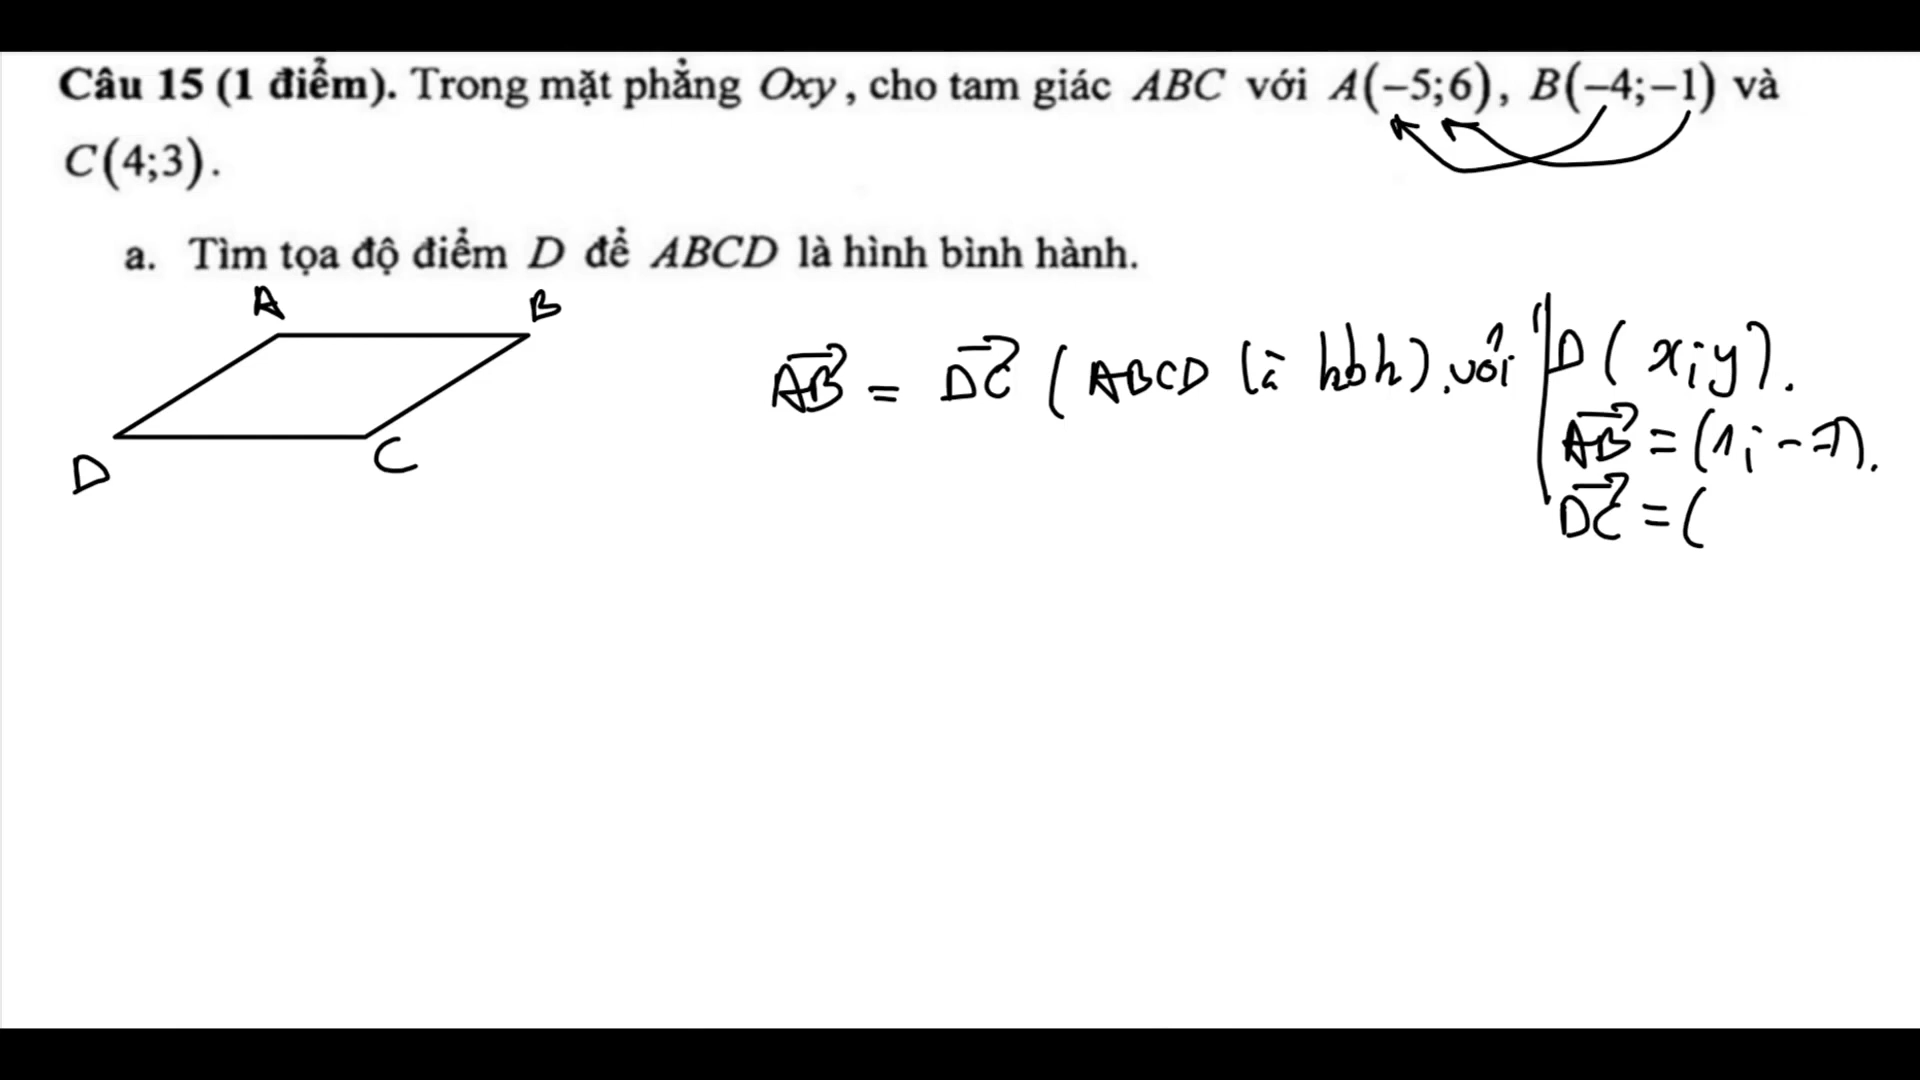 Câu 15 (1 điểm). Trong mặt phẳng Oxy, cho tam giác ABC với A(−5;6), B(−4;−1) và
C(4;3).
a. Tìm tọa độ điểm D để ABCD là hình bình hành.
A B
D C
AB⃗ = DC⃗ (ABCD là hbh). với D(x;y).
AB⃗ = (1;−7).
DC⃗ = (